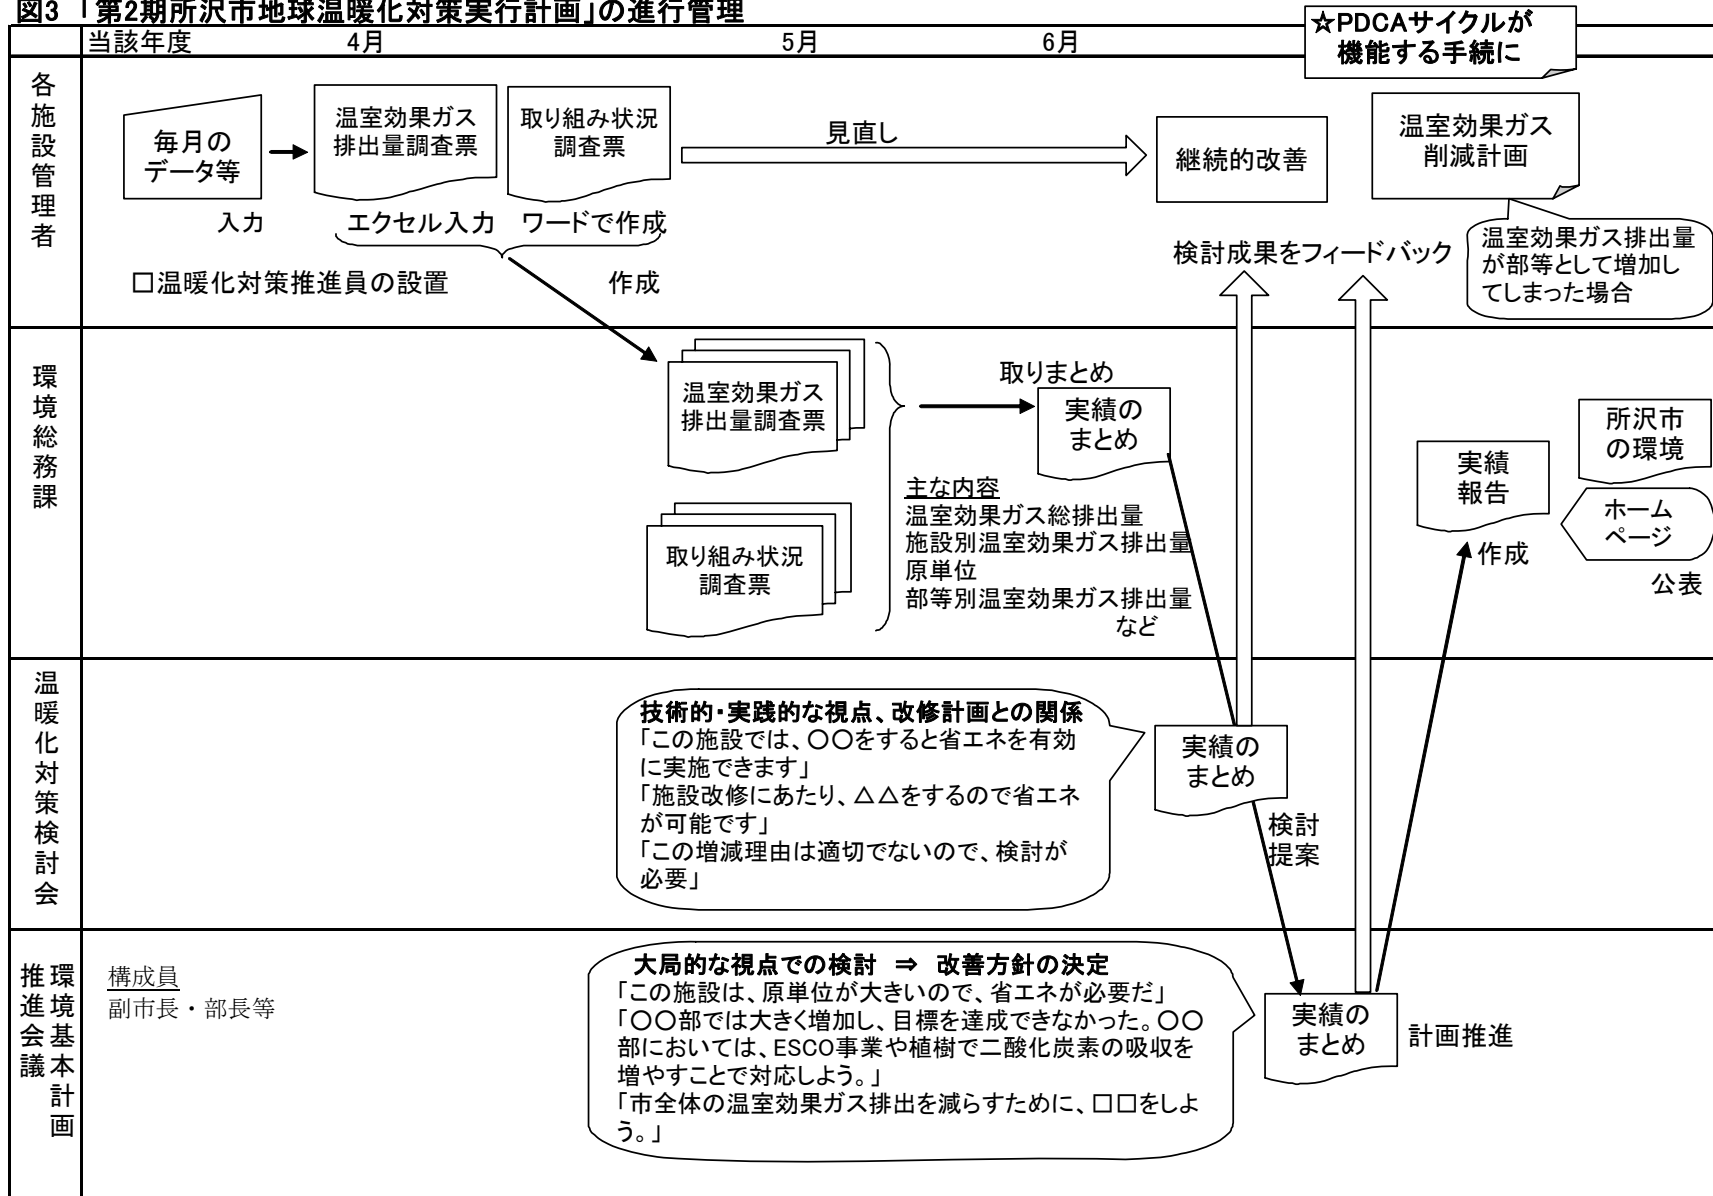 図3 「第2期所沢市地球温暖化対策実行計画」の進行管理
当該年度
4月
5月
6月
☆PDCAサイクルが
機能する手続に
各施設管理者
毎月の
データ等
入力
温室効果ガス
排出量調査票
エクセル入力
取り組み状況
調査票
ワードで作成
見直し
継続的改善
温室効果ガス
削減計画
温室効果ガス排出量
が部等として増加し
てしまった場合
検討成果をフィードバック
□温暖化対策推進員の設置
作成
環境総務課
温室効果ガス
排出量調査票
取り組み状況
調査票
取りまとめ
実績の
まとめ
主な内容
温室効果ガス総排出量
施設別温室効果ガス排出量
原単位
部等別温室効果ガス排出量
など
実績
報告
作成
所沢市
の環境
ホーム
ページ
公表
温暖化対策検討会
技術的・実践的な視点、改修計画との関係
「この施設では、〇〇をすると省エネを有効
に実施できます」
「施設改修にあたり、△△をするので省エネ
が可能です」
「この増減理由は適切でないので、検討が
必要」
実績の
まとめ
検討
提案
環境基本計画
推進会議
構成員
副市長・部長等
大局的な視点での検討 ⇒ 改善方針の決定
「この施設は、原単位が大きいので、省エネが必要だ」
「〇〇部では大きく増加し、目標を達成できなかった。〇〇
部においては、ESCO事業や植樹で二酸化炭素の吸収を
増やすことで対応しよう。」
「市全体の温室効果ガス排出を減らすために、□□をしよ
う。」
実績の
まとめ
計画推進